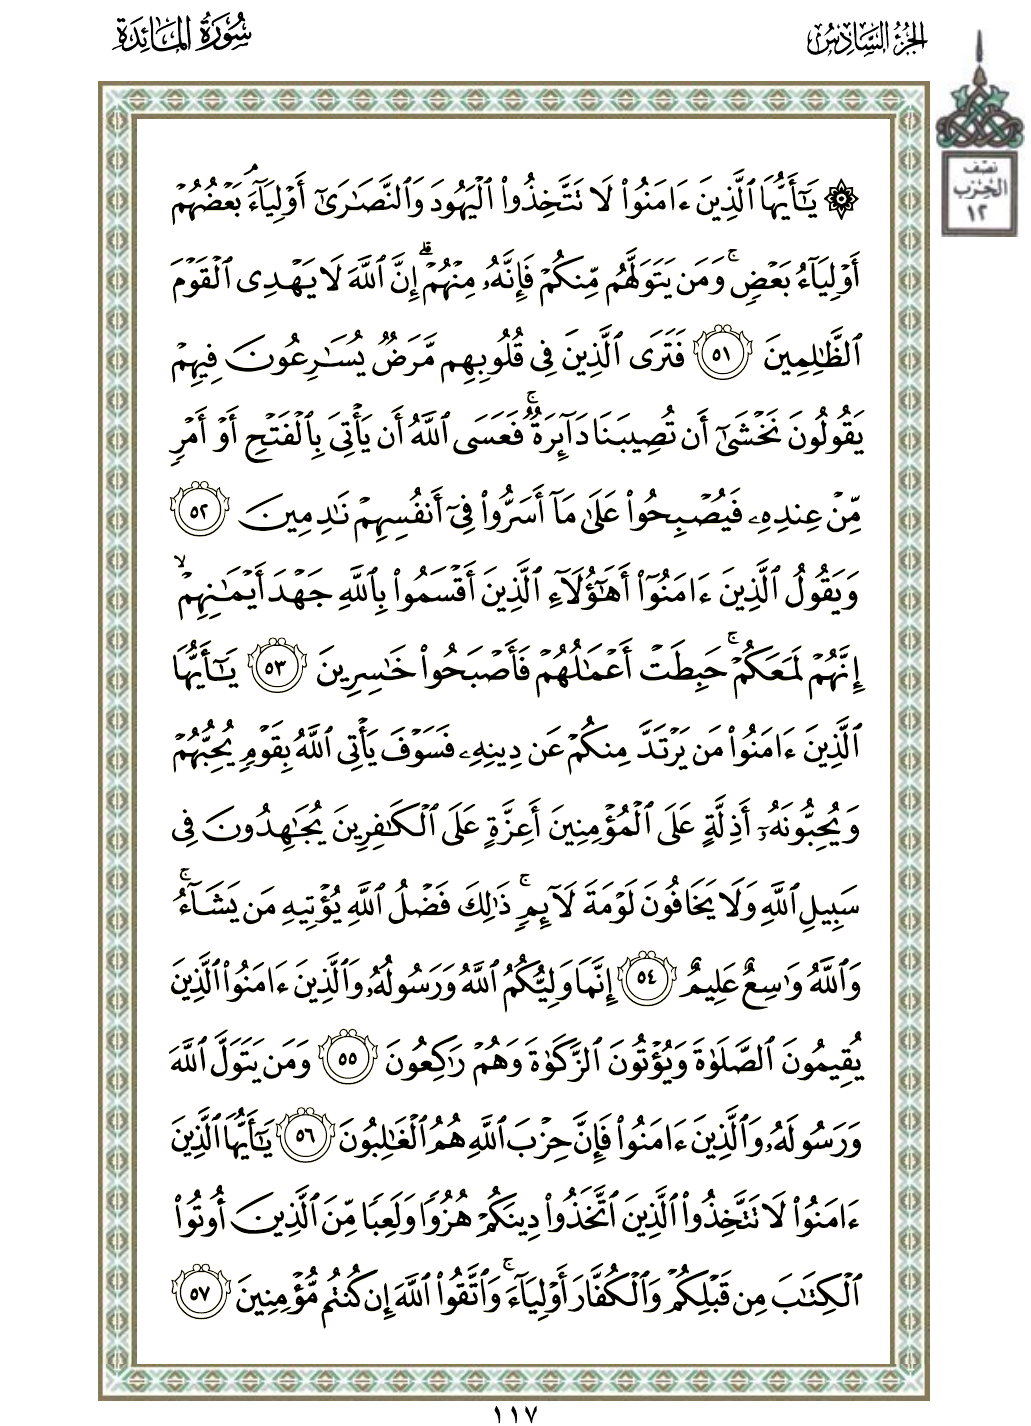 سُورَةُ المَائِدَة
الجُزْءُ السَّادِسُ
نصف
الحزب
١٢
۞ يَٰٓأَيُّهَا ٱلَّذِينَ ءَامَنُوا۟ لَا تَتَّخِذُوا۟ ٱلْيَهُودَ وَٱلنَّصَٰرَىٰٓ أَوْلِيَآءَ ۘ بَعْضُهُمْ
أَوْلِيَآءُ بَعْضٍۢ ۚ وَمَن يَتَوَلَّهُم مِّنكُمْ فَإِنَّهُۥ مِنْهُمْ ۗ إِنَّ ٱللَّهَ لَا يَهْدِى ٱلْقَوْمَ
ٱلظَّٰلِمِينَ ٥١ فَتَرَى ٱلَّذِينَ فِى قُلُوبِهِم مَّرَضٌۭ يُسَٰرِعُونَ فِيهِمْ
يَقُولُونَ نَخْشَىٰٓ أَن تُصِيبَنَا دَآئِرَةٌۭ ۚ فَعَسَى ٱللَّهُ أَن يَأْتِىَ بِٱلْفَتْحِ أَوْ أَمْرٍۢ
مِّنْ عِندِهِۦ فَيُصْبِحُوا۟ عَلَىٰ مَآ أَسَرُّوا۟ فِىٓ أَنفُسِهِمْ نَٰدِمِينَ ٥٢
وَيَقُولُ ٱلَّذِينَ ءَامَنُوٓا۟ أَهَٰٓؤُلَآءِ ٱلَّذِينَ أَقْسَمُوا۟ بِٱللَّهِ جَهْدَ أَيْمَٰنِهِمْ ۙ
إِنَّهُمْ لَمَعَكُمْ ۚ حَبِطَتْ أَعْمَٰلُهُمْ فَأَصْبَحُوا۟ خَٰسِرِينَ ٥٣ يَٰٓأَيُّهَا
ٱلَّذِينَ ءَامَنُوا۟ مَن يَرْتَدَّ مِنكُمْ عَن دِينِهِۦ فَسَوْفَ يَأْتِى ٱللَّهُ بِقَوْمٍۢ يُحِبُّهُمْ
وَيُحِبُّونَهُۥٓ أَذِلَّةٍ عَلَى ٱلْمُؤْمِنِينَ أَعِزَّةٍ عَلَى ٱلْكَٰفِرِينَ يُجَٰهِدُونَ فِى
سَبِيلِ ٱللَّهِ وَلَا يَخَافُونَ لَوْمَةَ لَآئِمٍۢ ۚ ذَٰلِكَ فَضْلُ ٱللَّهِ يُؤْتِيهِ مَن يَشَآءُ ۚ
وَٱللَّهُ وَٰسِعٌ عَلِيمٌ ٥٤ إِنَّمَا وَلِيُّكُمُ ٱللَّهُ وَرَسُولُهُۥ وَٱلَّذِينَ ءَامَنُوا۟ ٱلَّذِينَ
يُقِيمُونَ ٱلصَّلَوٰةَ وَيُؤْتُونَ ٱلزَّكَوٰةَ وَهُمْ رَٰكِعُونَ ٥٥ وَمَن يَتَوَلَّ ٱللَّهَ
وَرَسُولَهُۥ وَٱلَّذِينَ ءَامَنُوا۟ فَإِنَّ حِزْبَ ٱللَّهِ هُمُ ٱلْغَٰلِبُونَ ٥٦ يَٰٓأَيُّهَا ٱلَّذِينَ
ءَامَنُوا۟ لَا تَتَّخِذُوا۟ ٱلَّذِينَ ٱتَّخَذُوا۟ دِينَكُمْ هُزُوًۭا وَلَعِبًۭا مِّنَ ٱلَّذِينَ أُوتُوا۟
ٱلْكِتَٰبَ مِن قَبْلِكُمْ وَٱلْكُفَّارَ أَوْلِيَآءَ ۚ وَٱتَّقُوا۟ ٱللَّهَ إِن كُنتُم مُّؤْمِنِينَ ٥٧
١١٧